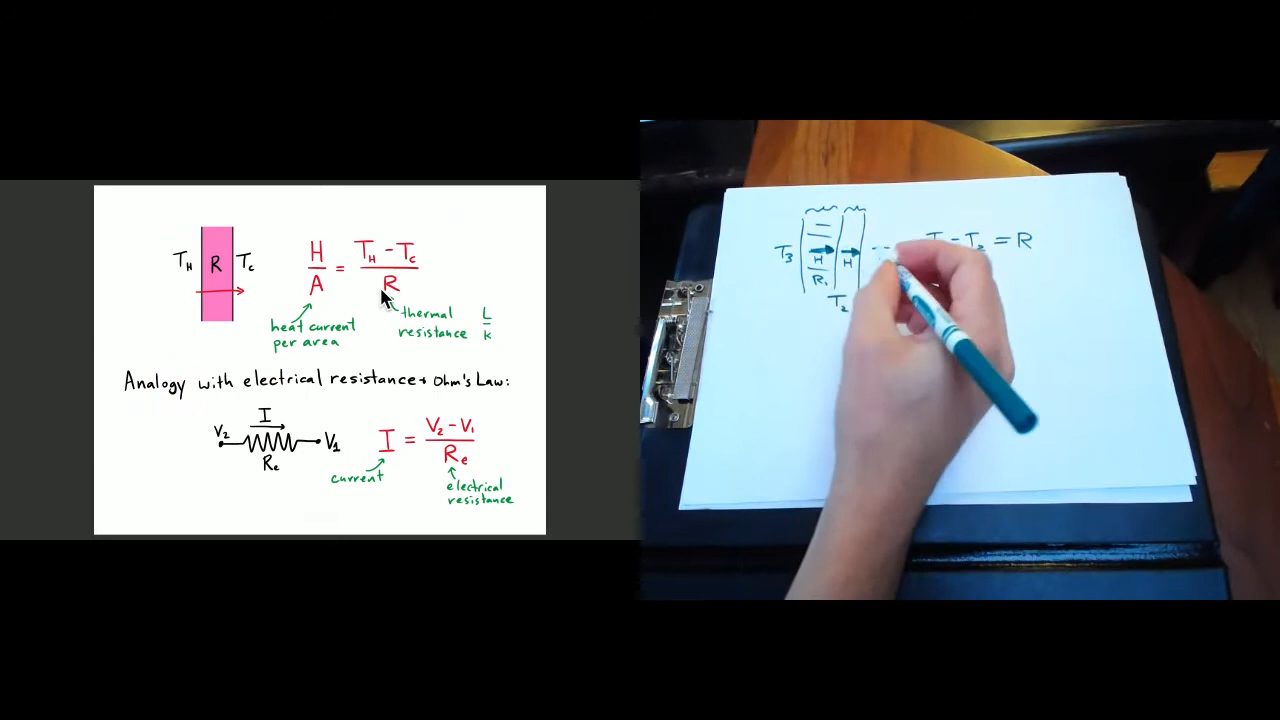 T_H R T_C
H/A = (T_H - T_C)/R
heat current per area
thermal resistance L/k
Analogy with electrical resistance + Ohm's Law:
V_2 I V_1
R_e
I = (V_2 - V_1)/R_e
current
electrical resistance
T_3 H H
R_1
T_2
- T_2 = R